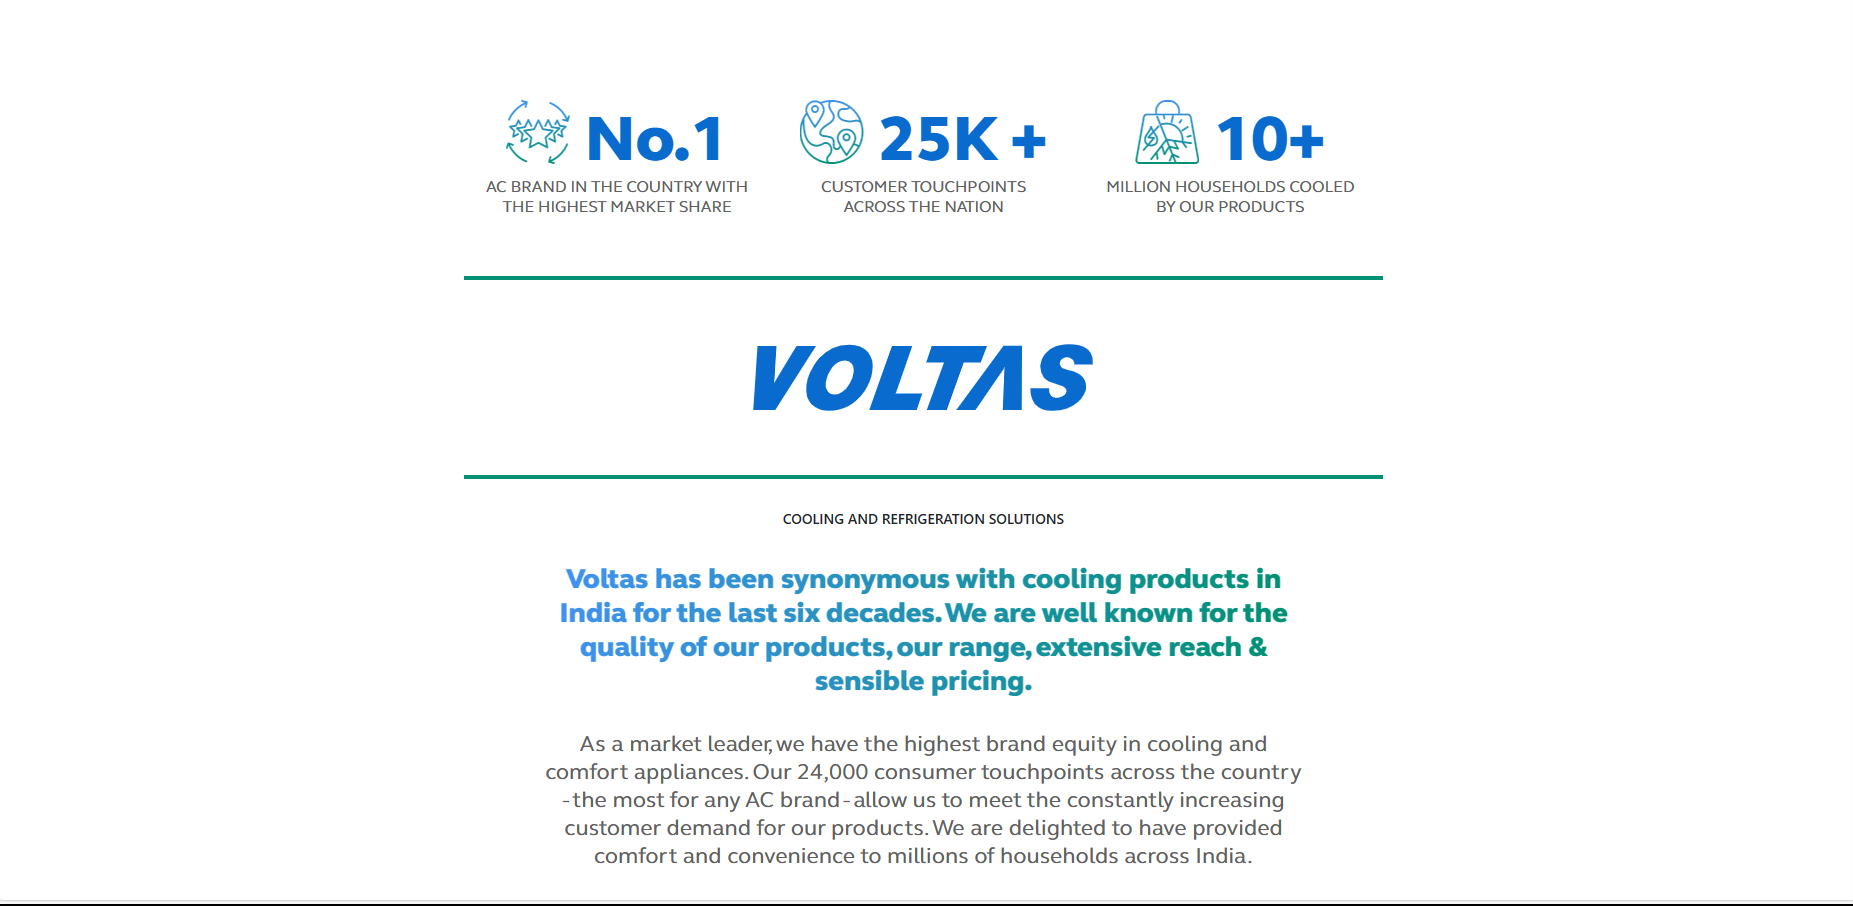 No.1
AC BRAND IN THE COUNTRY WITH
THE HIGHEST MARKET SHARE
25K +
CUSTOMER TOUCHPOINTS
ACROSS THE NATION
10+
MILLION HOUSEHOLDS COOLED
BY OUR PRODUCTS
VOLTAS
COOLING AND REFRIGERATION SOLUTIONS
Voltas has been synonymous with cooling products in
India for the last six decades. We are well known for the
quality of our products, our range, extensive reach &
sensible pricing.
As a market leader, we have the highest brand equity in cooling and
comfort appliances. Our 24,000 consumer touchpoints across the country
- the most for any AC brand - allow us to meet the constantly increasing
customer demand for our products. We are delighted to have provided
comfort and convenience to millions of households across India.